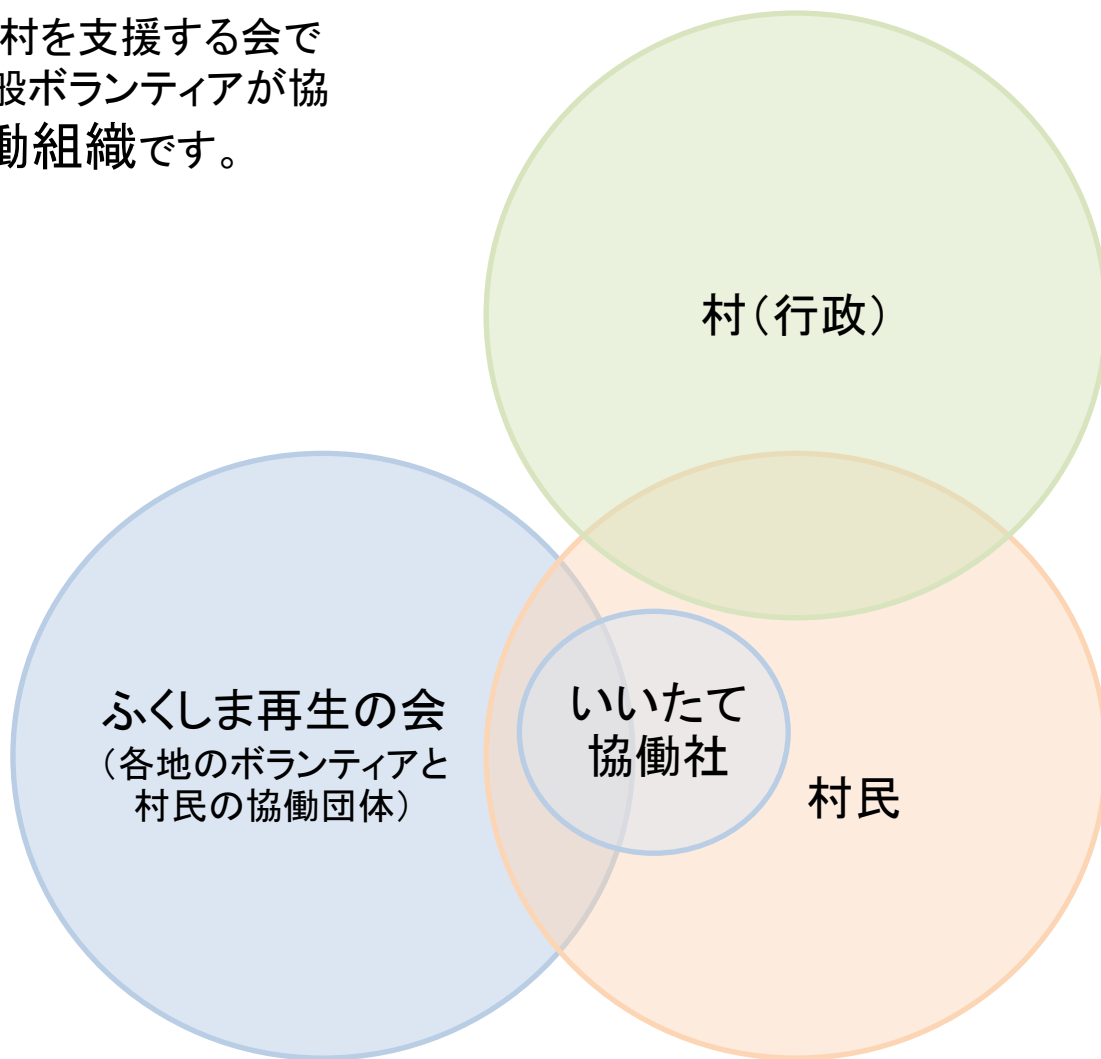 村を支援する会で
般ボランティアが協
動組織です。
村（行政）
ふくしま再生の会
（各地のボランティアと
村民の協働団体）
いいたて
協働社
村民